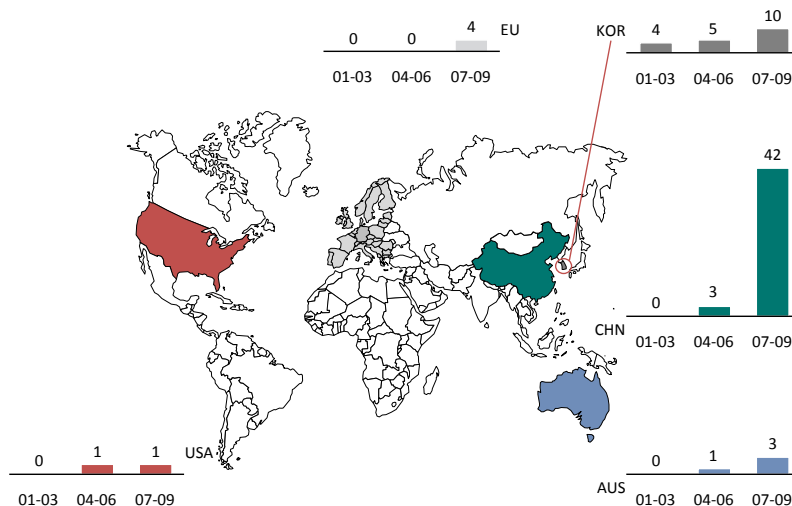 0 0 4 EU
01-03 04-06 07-09
KOR 4 5 10
01-03 04-06 07-09
0 3 42
CHN 01-03 04-06 07-09
0 1 1 USA
01-03 04-06 07-09
0 1 3
AUS 01-03 04-06 07-09